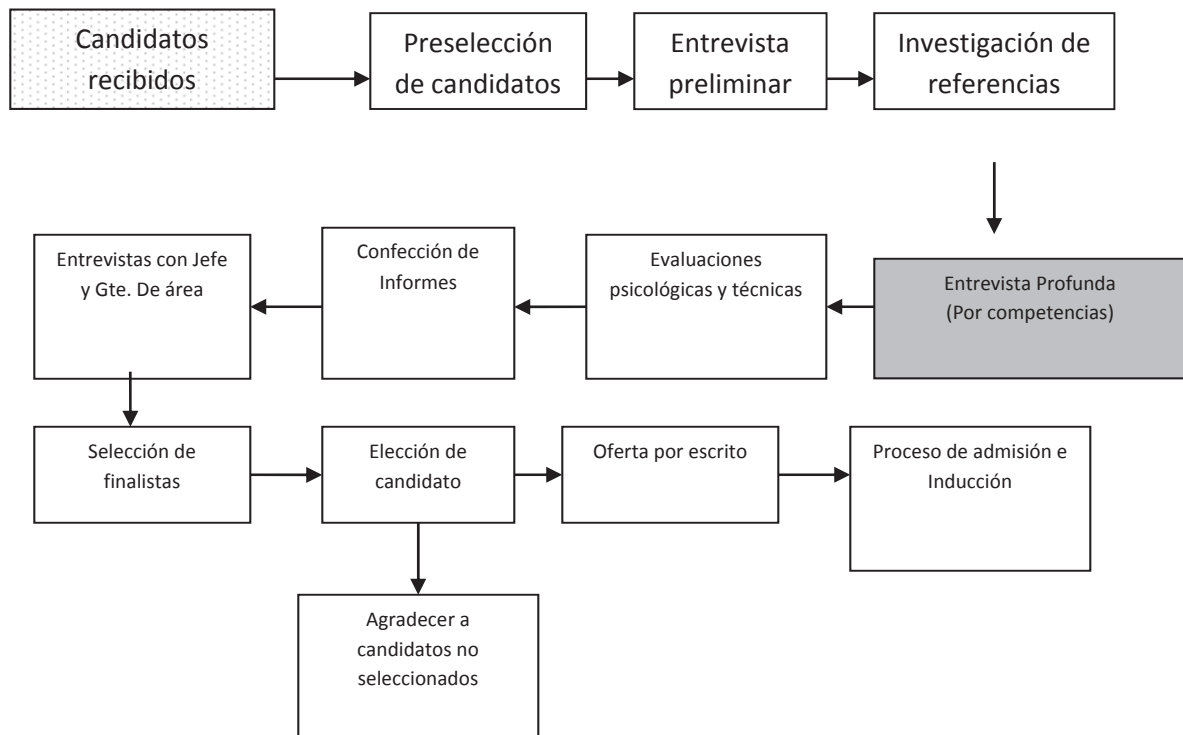 Candidatos
recibidos
Preselección
de candidatos
Entrevista
preliminar
Investigación de
referencias
Entrevista Profunda
(Por competencias)
Evaluaciones
psicológicas y técnicas
Confección de
Informes
Entrevistas con Jefe
y Gte. De área
Selección de
finalistas
Elección de
candidato
Oferta por escrito
Proceso de admisión e
Inducción
Agradecer a
candidatos no
seleccionados